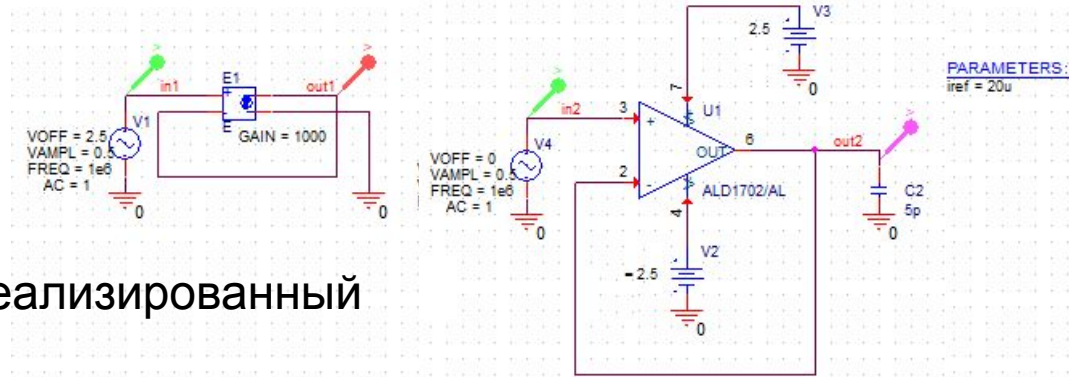 in1
E1
out1
V1
E
GAIN = 1000
VOFF = 2.5
VAMPL = 0.5
FREQ = 1e6
AC = 1
0
0
еализированный
V3
2.5
0
PARAMETERS:
iref = 20u
in2
3
+
7
U1
V4
OUT
6
out2
VOFF = 0
VAMPL = 0.5
FREQ = 1e6
AC = 1
2
-
ALD1702/AL
C2
5p
0
0
4
V2
-2.5
0